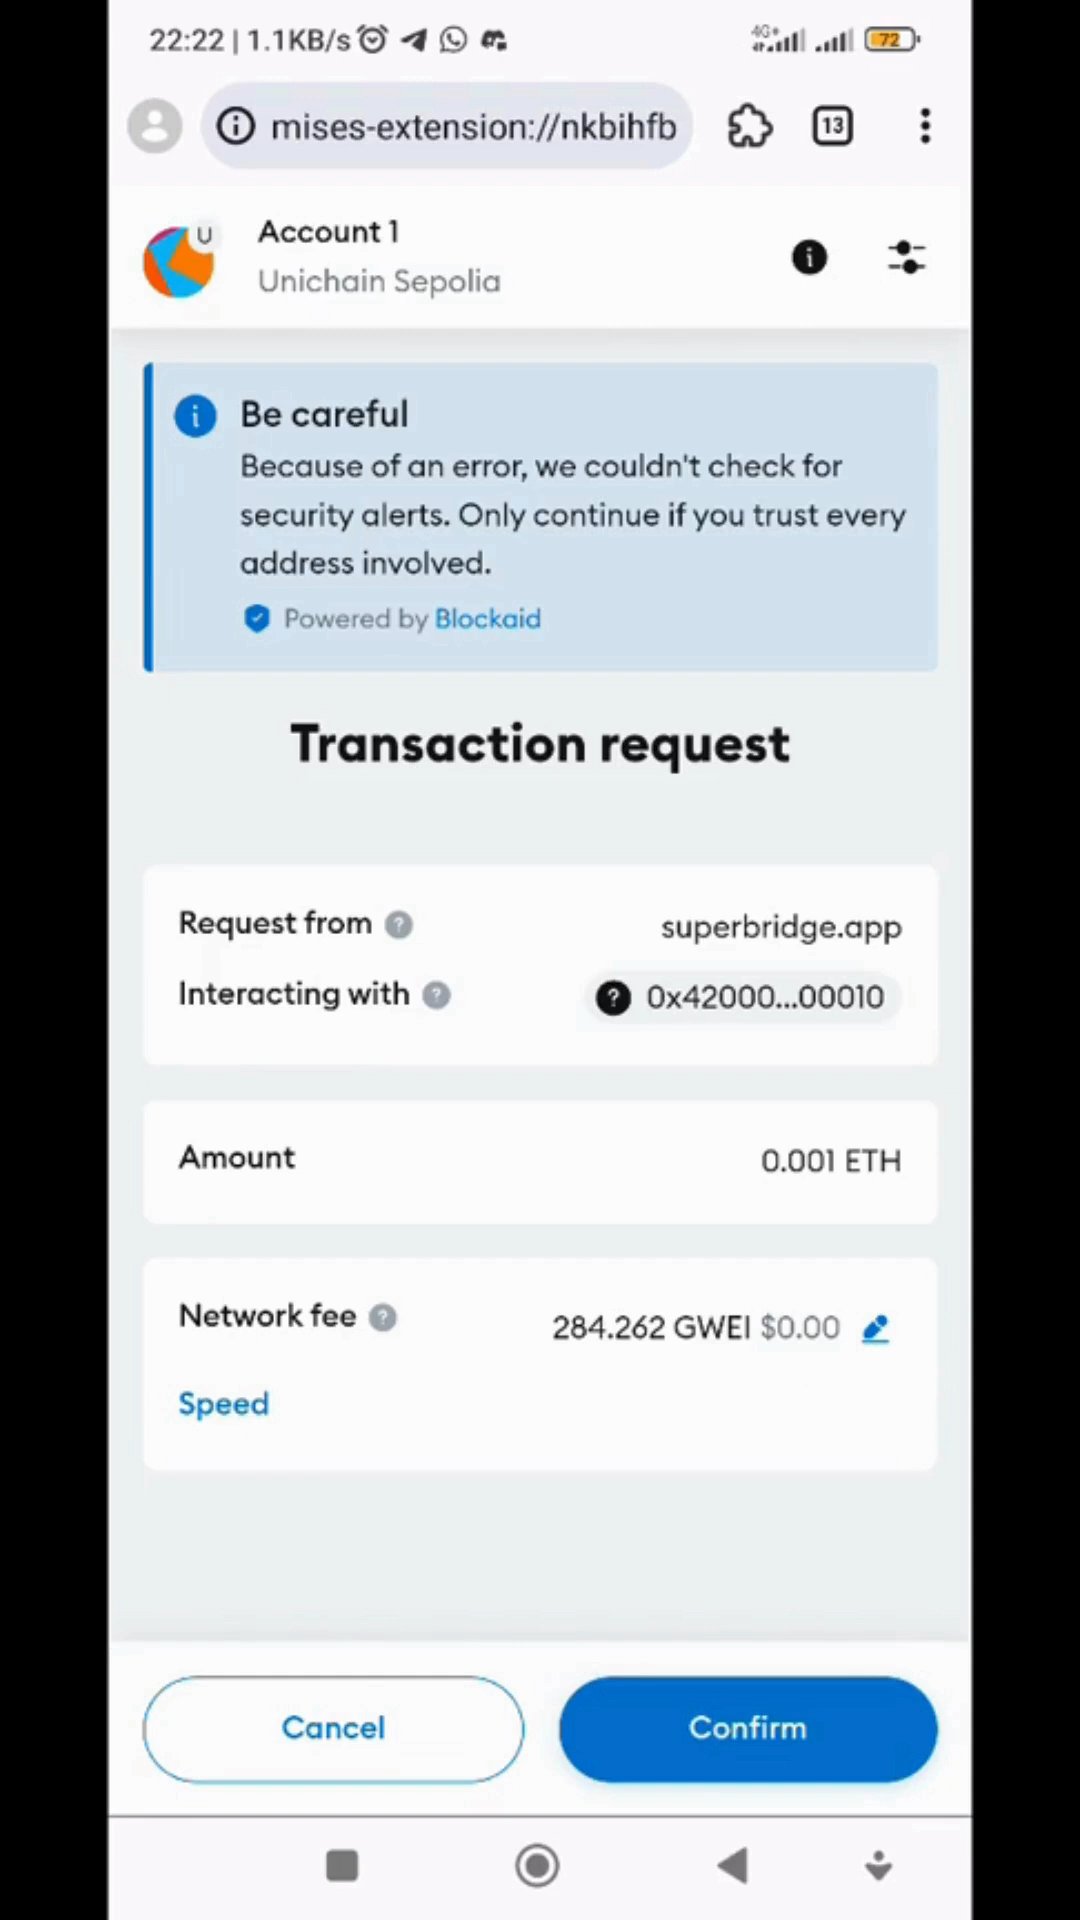 22:22 | 1.1KB/s 4G+ 72
mises-extension://nkbihfb 13
U
Account 1
Unichain Sepolia
Be careful
Because of an error, we couldn't check for
security alerts. Only continue if you trust every
address involved.
Powered by Blockaid
Transaction request
Request from ? superbridge.app
Interacting with ? ? 0x42000...00010
Amount 0.001 ETH
Network fee ? 284.262 GWEI $0.00
Speed
Cancel Confirm